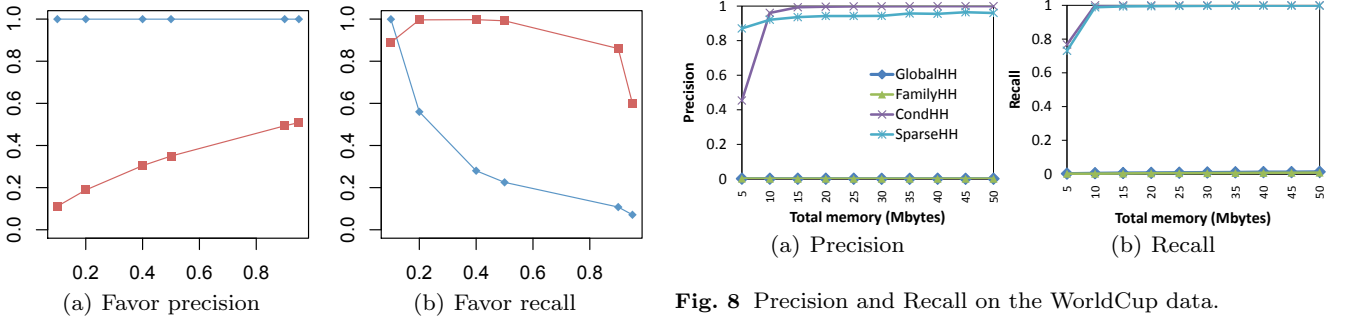 0.0 0.2 0.4 0.6 0.8 1.0
0.2 0.4 0.6 0.8
(a) Favor precision
0.0 0.2 0.4 0.6 0.8 1.0
0.2 0.4 0.6 0.8
(b) Favor recall
Precision
1
0.8
0.6
0.4
0.2
0
GlobalHH
FamilyHH
CondHH
SparseHH
5 10 15 20 25 30 35 40 45 50
Total memory (Mbytes)
(a) Precision
Recall
1
0.8
0.6
0.4
0.2
0
5 10 15 20 25 30 35 40 45 50
Total memory (Mbytes)
(b) Recall
Fig. 8 Precision and Recall on the WorldCup data.